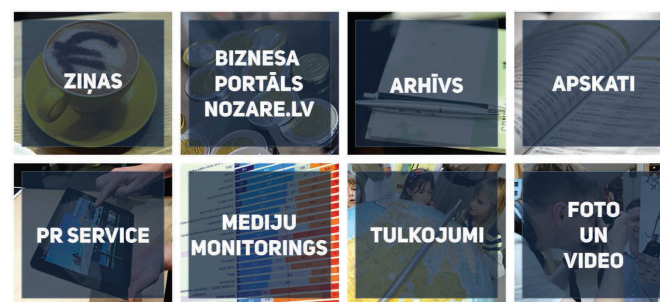 ZIŅAS
BIZNESA
PORTĀLS
NOZARE.LV
ARHĪVS
APSKATI
PR SERVICE
MEDIJU
MONITORINGS
TULKOJUMI
FOTO
UN
VIDEO